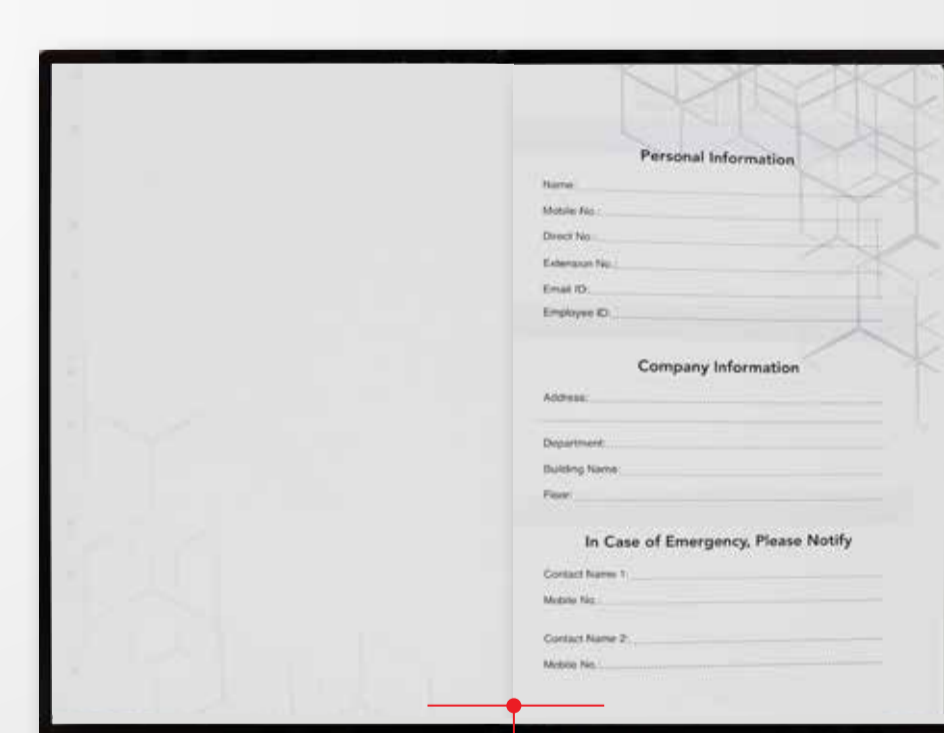 Personal Information
Name:
Mobile No.:
Direct No.:
Extension No.:
Email ID:
Employee ID:
Company Information
Address:
Department:
Building Name:
Floor:
In Case of Emergency, Please Notify
Contact Name 1:
Mobile No.:
Contact Name 2:
Mobile No.